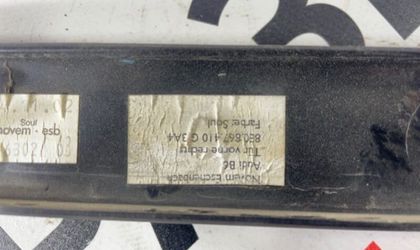 Novem Eschenbach
Audi B6
Tür vorne rechts
8E0.867.410 G 3A4
Farbe: Soul
Soul
novem · esb